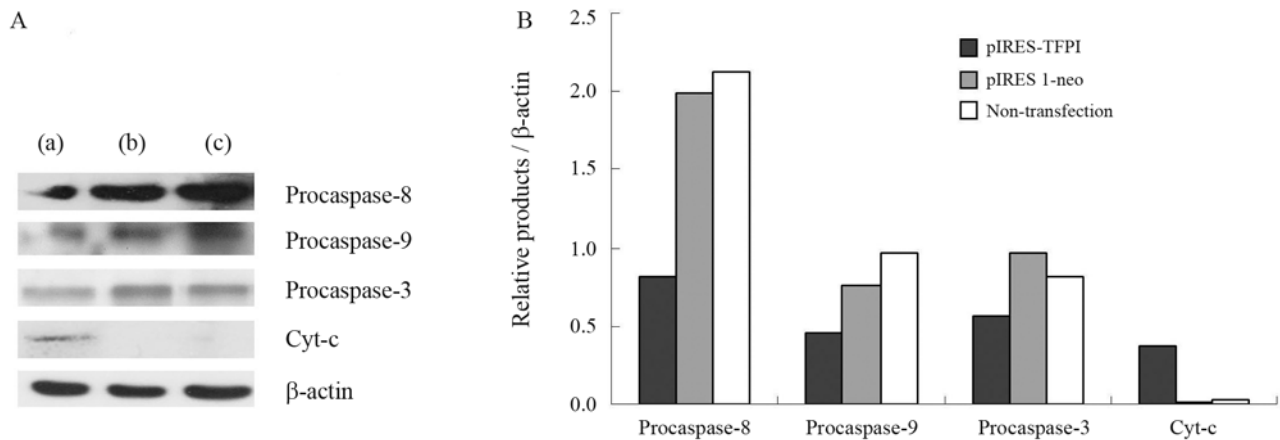 A
(a) (b) (c)
Procaspase-8
Procaspase-9
Procaspase-3
Cyt-c
β-actin
B
Relative products / β-actin
2.5
2.0
1.5
1.0
0.5
0.0
pIRES-TFPI
pIRES 1-neo
Non-transfection
Procaspase-8 Procaspase-9 Procaspase-3 Cyt-c